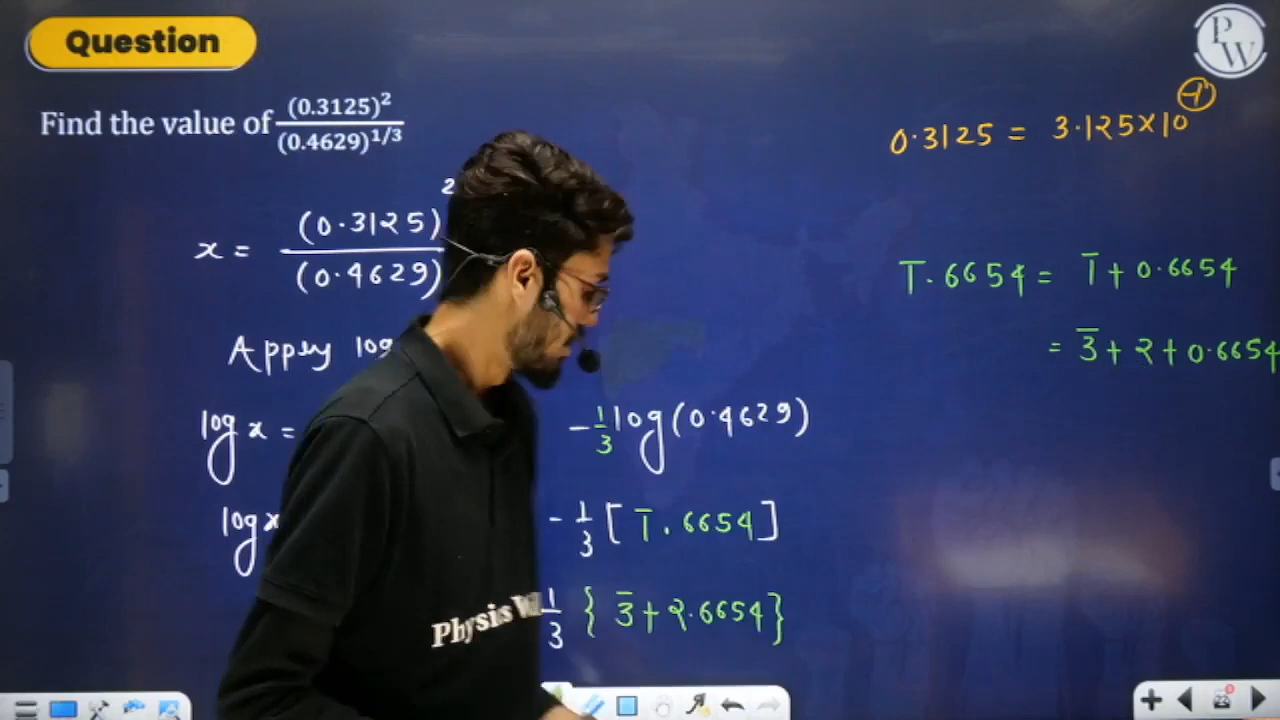 Question
PW
Find the value of (0.3125)² / (0.4629)^{1/3}
0.3125 = 3.125×10^{-1}
x = (0.3125)² / (0.4629)
1̄.6654 = 1̄ + 0.6654
= 3̄ + 2 + 0.6654
Apply log
log x = - 1/3 log(0.4629)
log x - 1/3 [1̄.6654]
1/3 {3̄ + 2.6654}
Physics